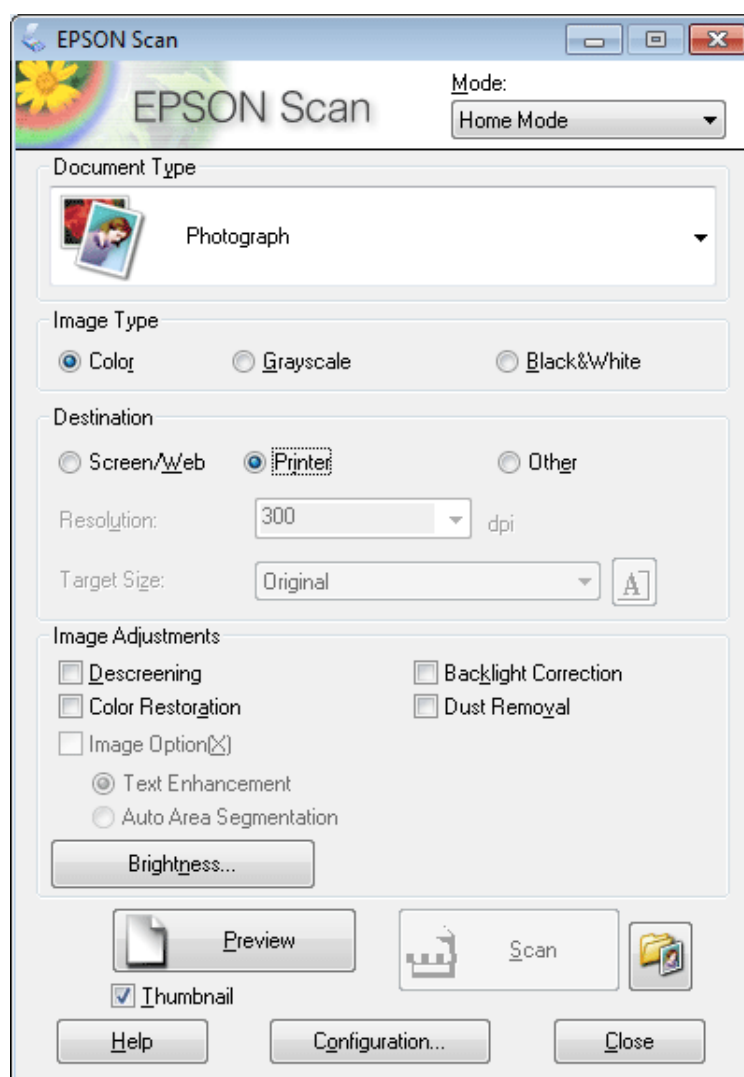 EPSON Scan
EPSON Scan
Mode:
Home Mode
Document Type
Photograph
Image Type
Color Grayscale Black&White
Destination
Screen/Web Printer Other
Resolution: 300 dpi
Target Size: Original A
Image Adjustments
Descreening Backlight Correction
Color Restoration Dust Removal
Image Option(X)
Text Enhancement
Auto Area Segmentation
Brightness...
Preview Scan
Thumbnail
Help Configuration... Close